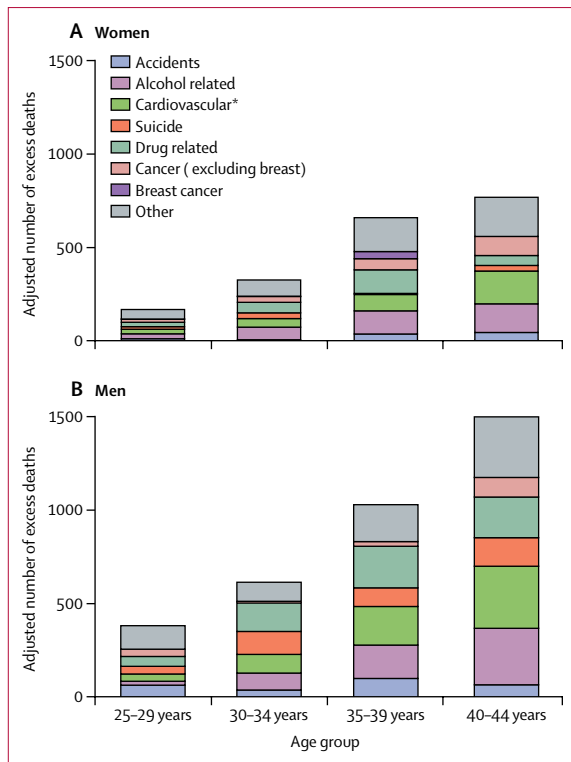 A Women
1500
1000
500
0
Adjusted number of excess deaths
Accidents
Alcohol related
Cardiovascular*
Suicide
Drug related
Cancer ( excluding breast)
Breast cancer
Other
B Men
1500
1000
500
0
Adjusted number of excess deaths
25–29 years 30–34 years 35–39 years 40–44 years
Age group